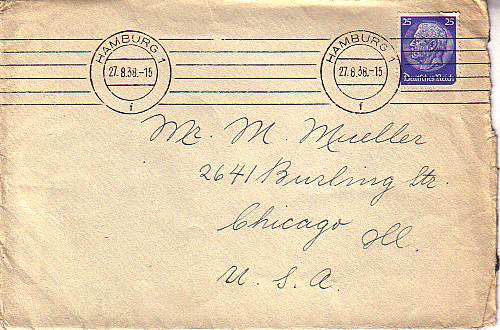 HAMBURG 1
27.8.38.-15
f
HAMBURG 1
27.8.38.-15
f
25 25
Deutsches Reich
Mr. M. Mueller
2641 Burling Str.
Chicago Ill.
U. S. A.